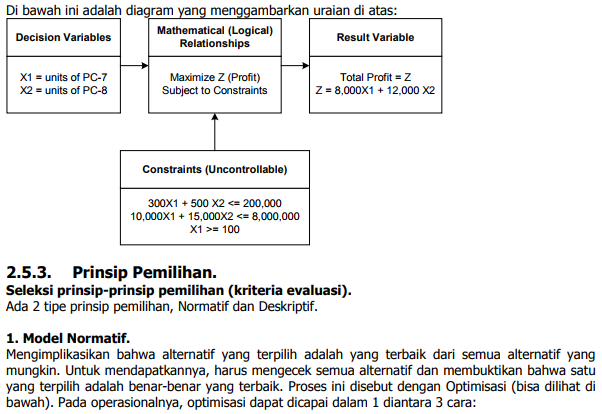 Di bawah ini adalah diagram yang menggambarkan uraian di atas:
Decision Variables
X1 = units of PC-7
X2 = units of PC-8
Mathematical (Logical)
Relationships
Maximize Z (Profit)
Subject to Constraints
Result Variable
Total Profit = Z
Z = 8,000X1 + 12,000 X2
Constraints (Uncontrollable)
300X1 + 500 X2 <= 200,000
10,000X1 + 15,000X2 <= 8,000,000
X1 >= 100
2.5.3. Prinsip Pemilihan.
Seleksi prinsip-prinsip pemilihan (kriteria evaluasi).
Ada 2 tipe prinsip pemilihan, Normatif dan Deskriptif.
1. Model Normatif.
Mengimplikasikan bahwa alternatif yang terpilih adalah yang terbaik dari semua alternatif yang
mungkin. Untuk mendapatkannya, harus mengecek semua alternatif dan membuktikan bahwa satu
yang terpilih adalah benar-benar yang terbaik. Proses ini disebut dengan Optimisasi (bisa dilihat di
bawah). Pada operasionalnya, optimisasi dapat dicapai dalam 1 diantara 3 cara: